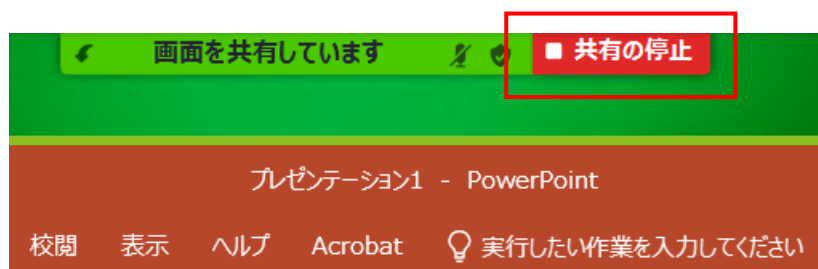 画面を共有しています 共有の停止
プレゼンテーション1 - PowerPoint
校閲 表示 ヘルプ Acrobat 実行したい作業を入力してください